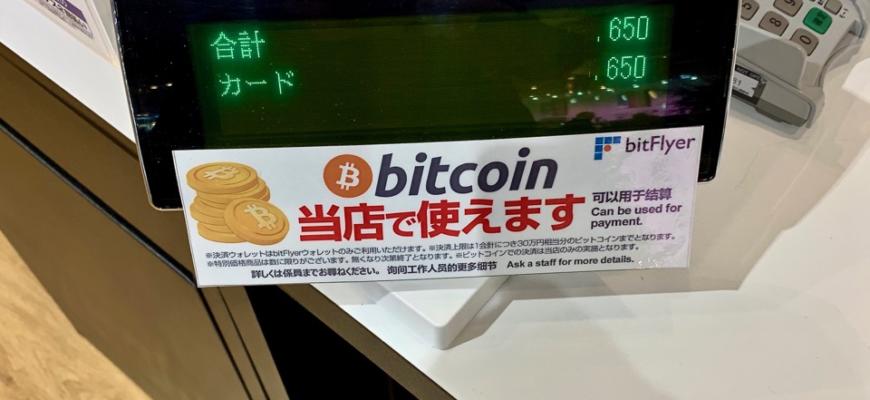 合計 .650
カード .650
bitFlyer
bitcoin
当店で使えます
可以用于结算
Can be used for
payment.
※決済ウォレットはbitFlyerウォレットのみご利用いただけます。※決済上限は1会計につき30万円相当分のビットコインまでとなります。
※特別価格商品は数に限りがございます。無くなり次第終了となります。※ビットコインでの決済は当店のみの実施となります。
詳しくは係員までお尋ねください。 询问工作人员的更多细节 Ask a staff for more details.